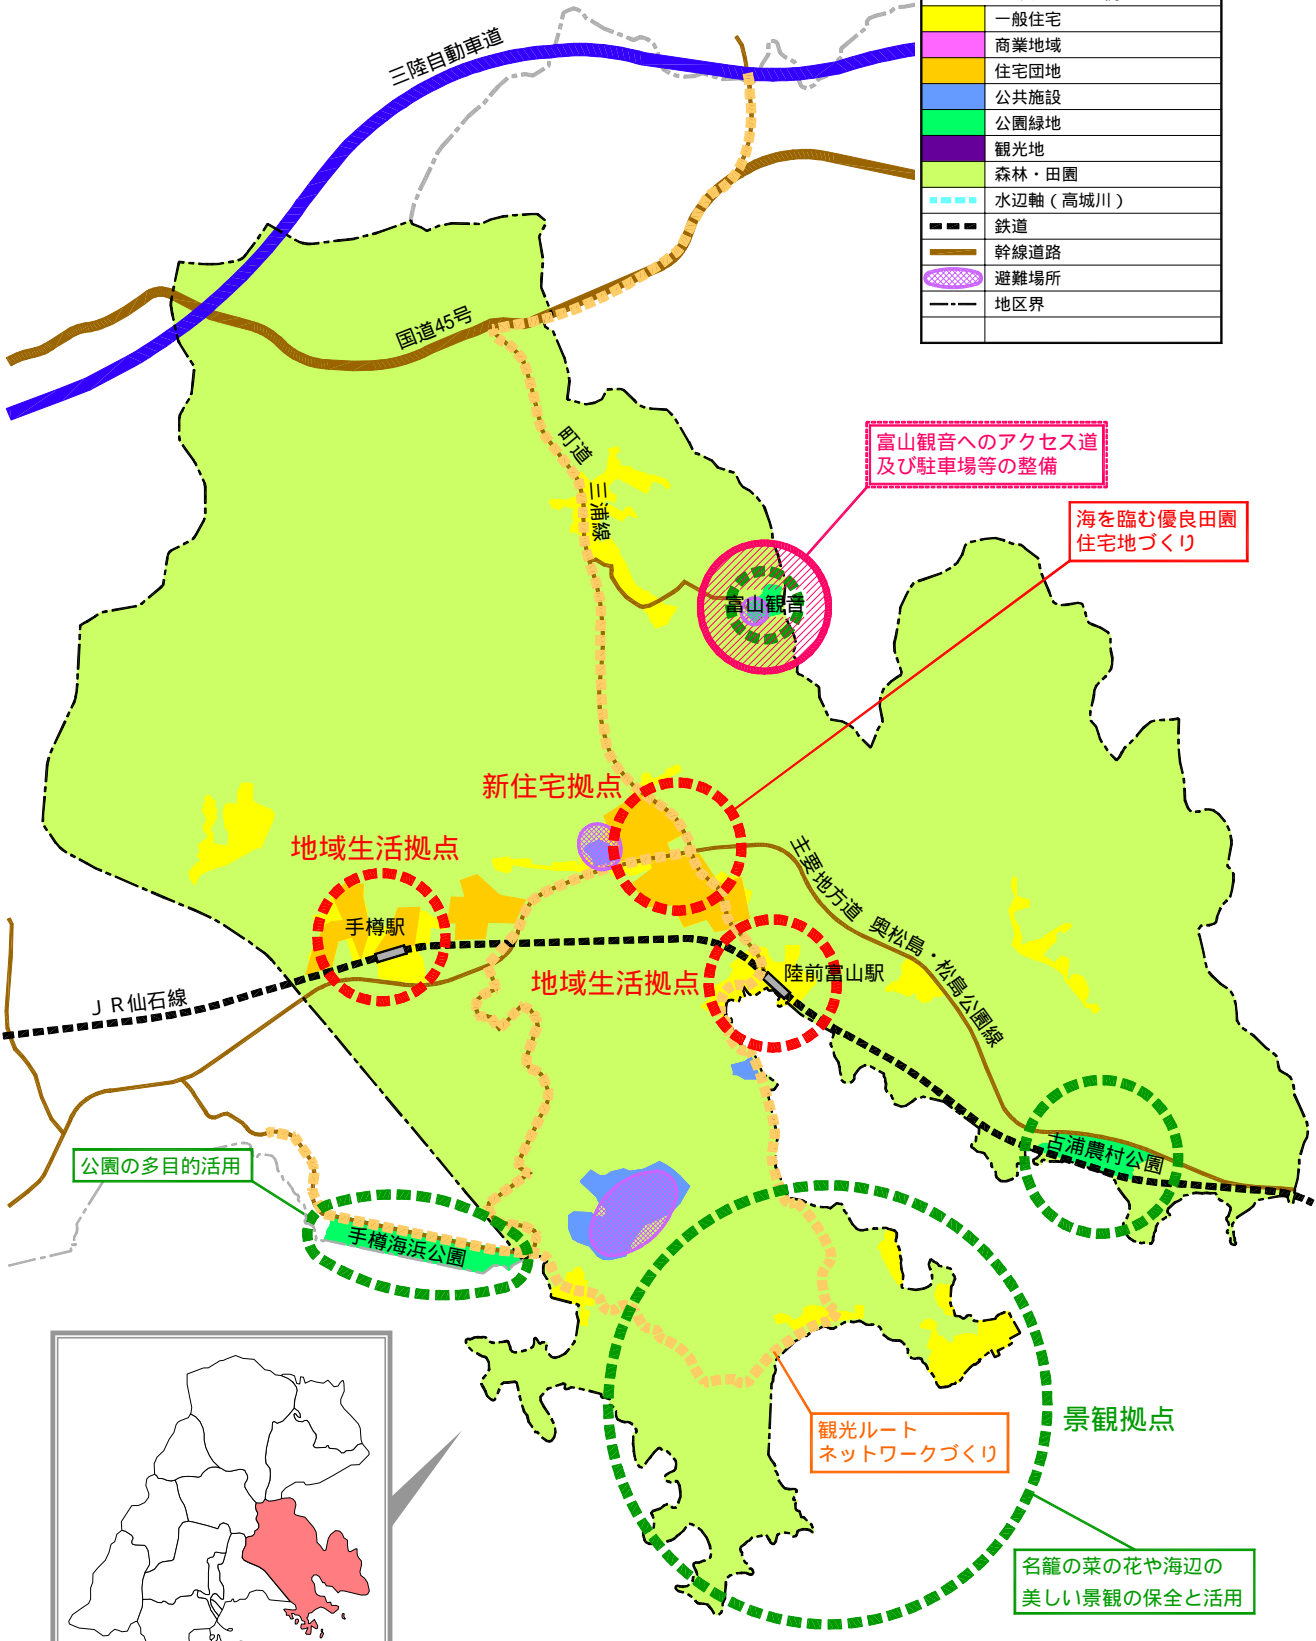 一般住宅
商業地域
住宅団地
公共施設
公園緑地
観光地
森林・田園
水辺軸（高城川）
鉄道
幹線道路
避難場所
地区界
三陸自動車道
国道45号
町道
三浦線
富山観音へのアクセス道
及び駐車場等の整備
海を臨む優良田園
住宅地づくり
富山観音
新住宅拠点
地域生活拠点
主要地方道 奥松島・松島公園線
手樽駅
地域生活拠点
陸前富山駅
ＪＲ仙石線
古浦農村公園
公園の多目的活用
手樽海浜公園
景観拠点
観光ルート
ネットワークづくり
名籠の菜の花や海辺の
美しい景観の保全と活用